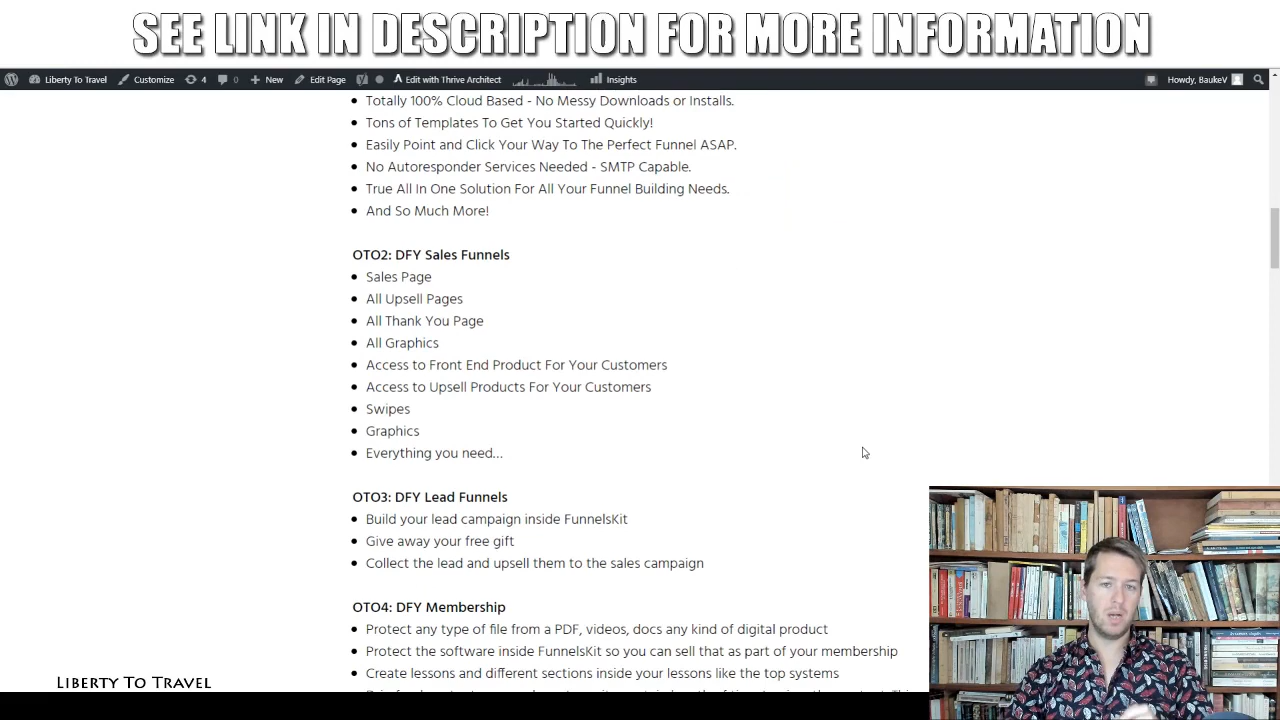 SEE LINK IN DESCRIPTION FOR MORE INFORMATION
Liberty To Travel Customize 4 0 New Edit Page Edit with Thrive Architect Insights Howdy, BaukeV
Totally 100% Cloud Based - No Messy Downloads or Installs.
Tons of Templates To Get You Started Quickly!
Easily Point and Click Your Way To The Perfect Funnel ASAP.
No Autoresponder Services Needed - SMTP Capable.
True All In One Solution For All Your Funnel Building Needs.
And So Much More!
OTO2: DFY Sales Funnels
Sales Page
All Upsell Pages
All Thank You Page
All Graphics
Access to Front End Product For Your Customers
Access to Upsell Products For Your Customers
Swipes
Graphics
Everything you need...
OTO3: DFY Lead Funnels
Build your lead campaign inside FunnelsKit
Give away your free gift
Collect the lead and upsell them to the sales campaign
OTO4: DFY Membership
Protect any type of file from a PDF, videos, docs any kind of digital product
Protect the software inside FunnelsKit so you can sell that as part of your membership
Create lessons and different sections inside your lessons like the top systems
LIBERTY TO TRAVEL